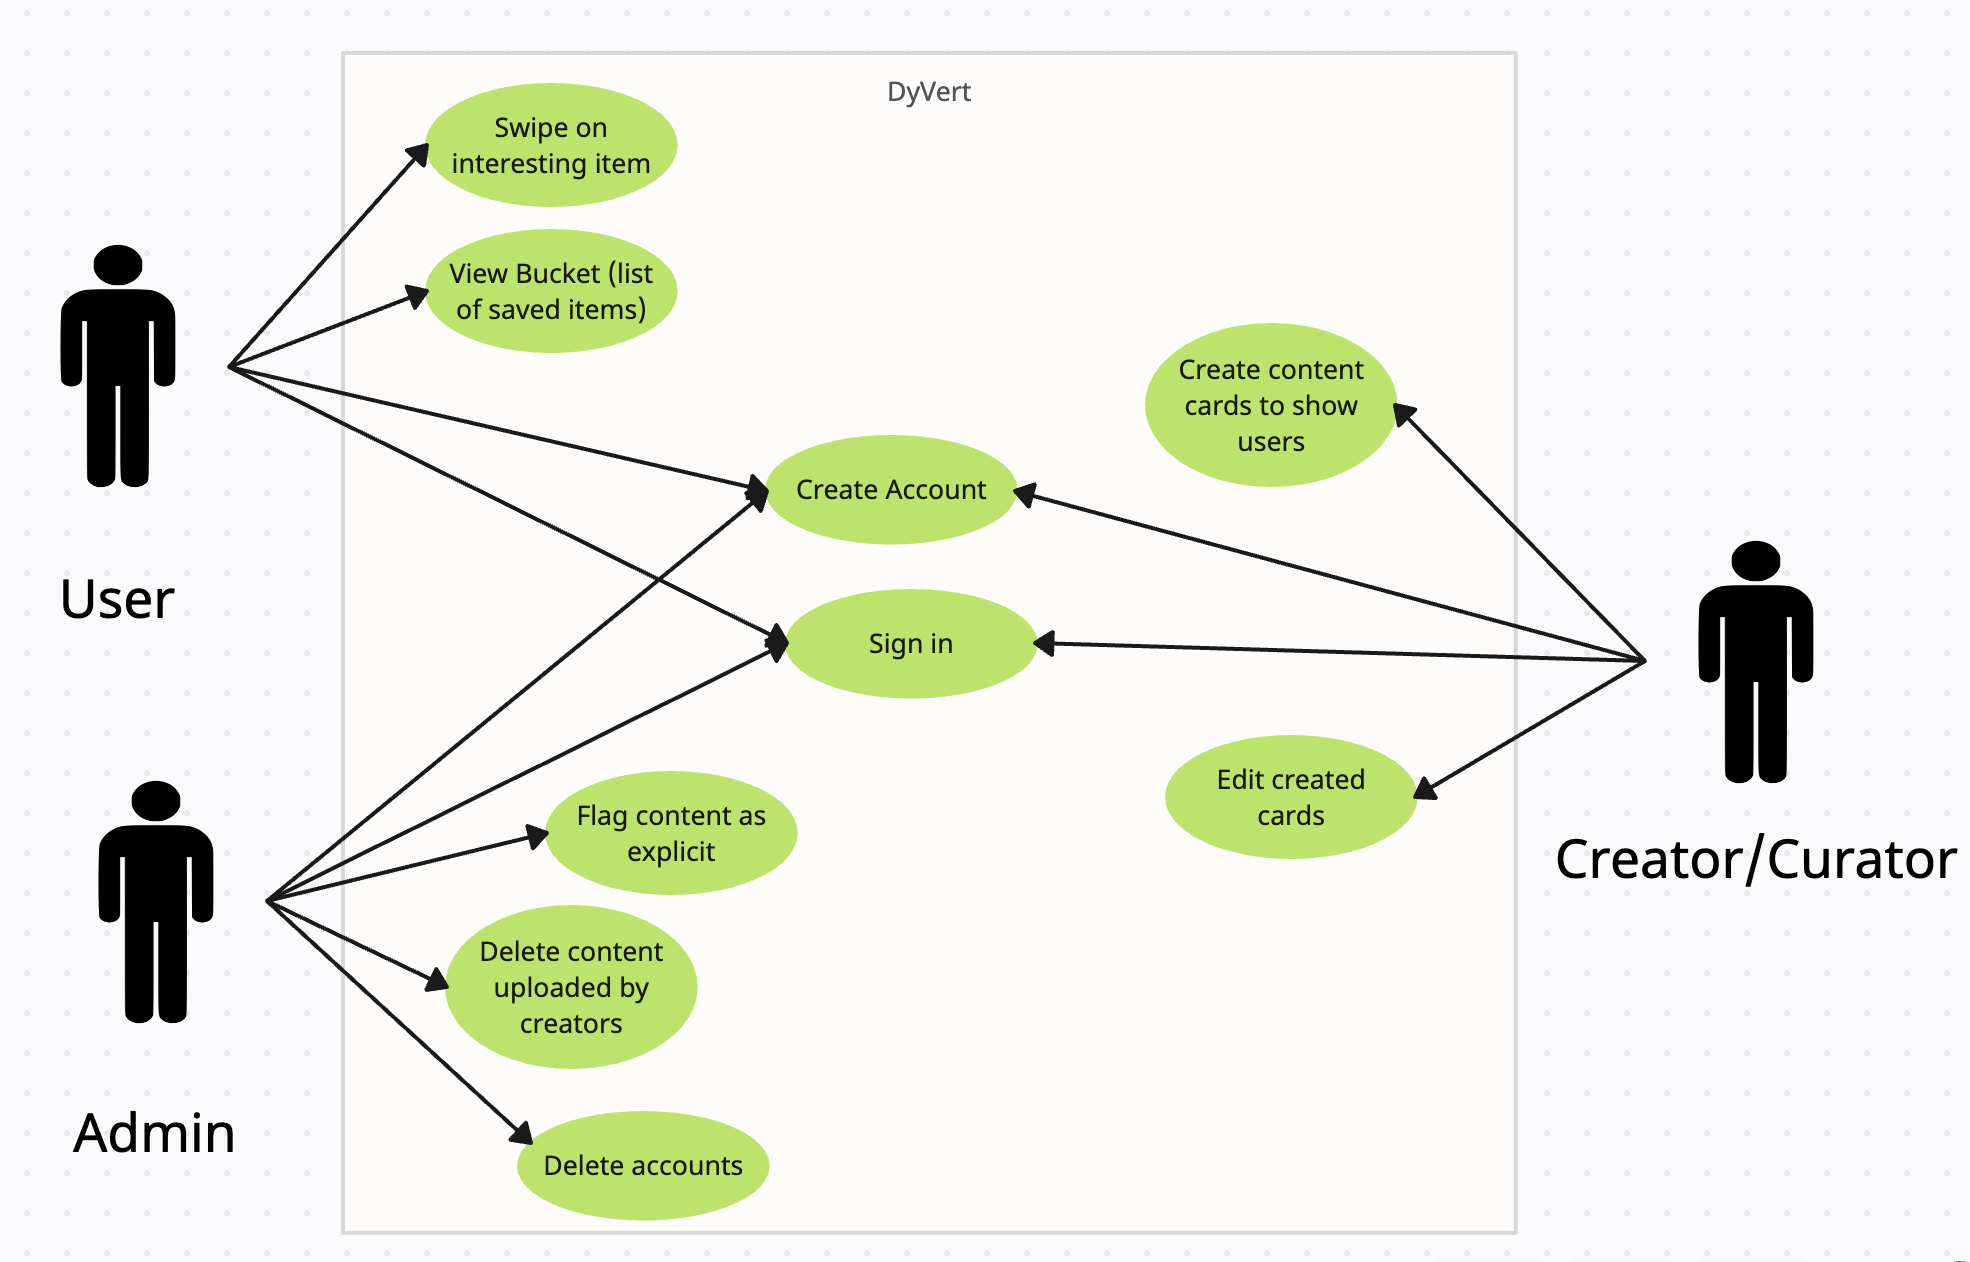 DyVert
Swipe on
interesting item
View Bucket (list
of saved items)
Create content
cards to show
users
Create Account
User
Sign in
Edit created
cards
Flag content as
explicit
Creator/Curator
Delete content
uploaded by
creators
Admin
Delete accounts